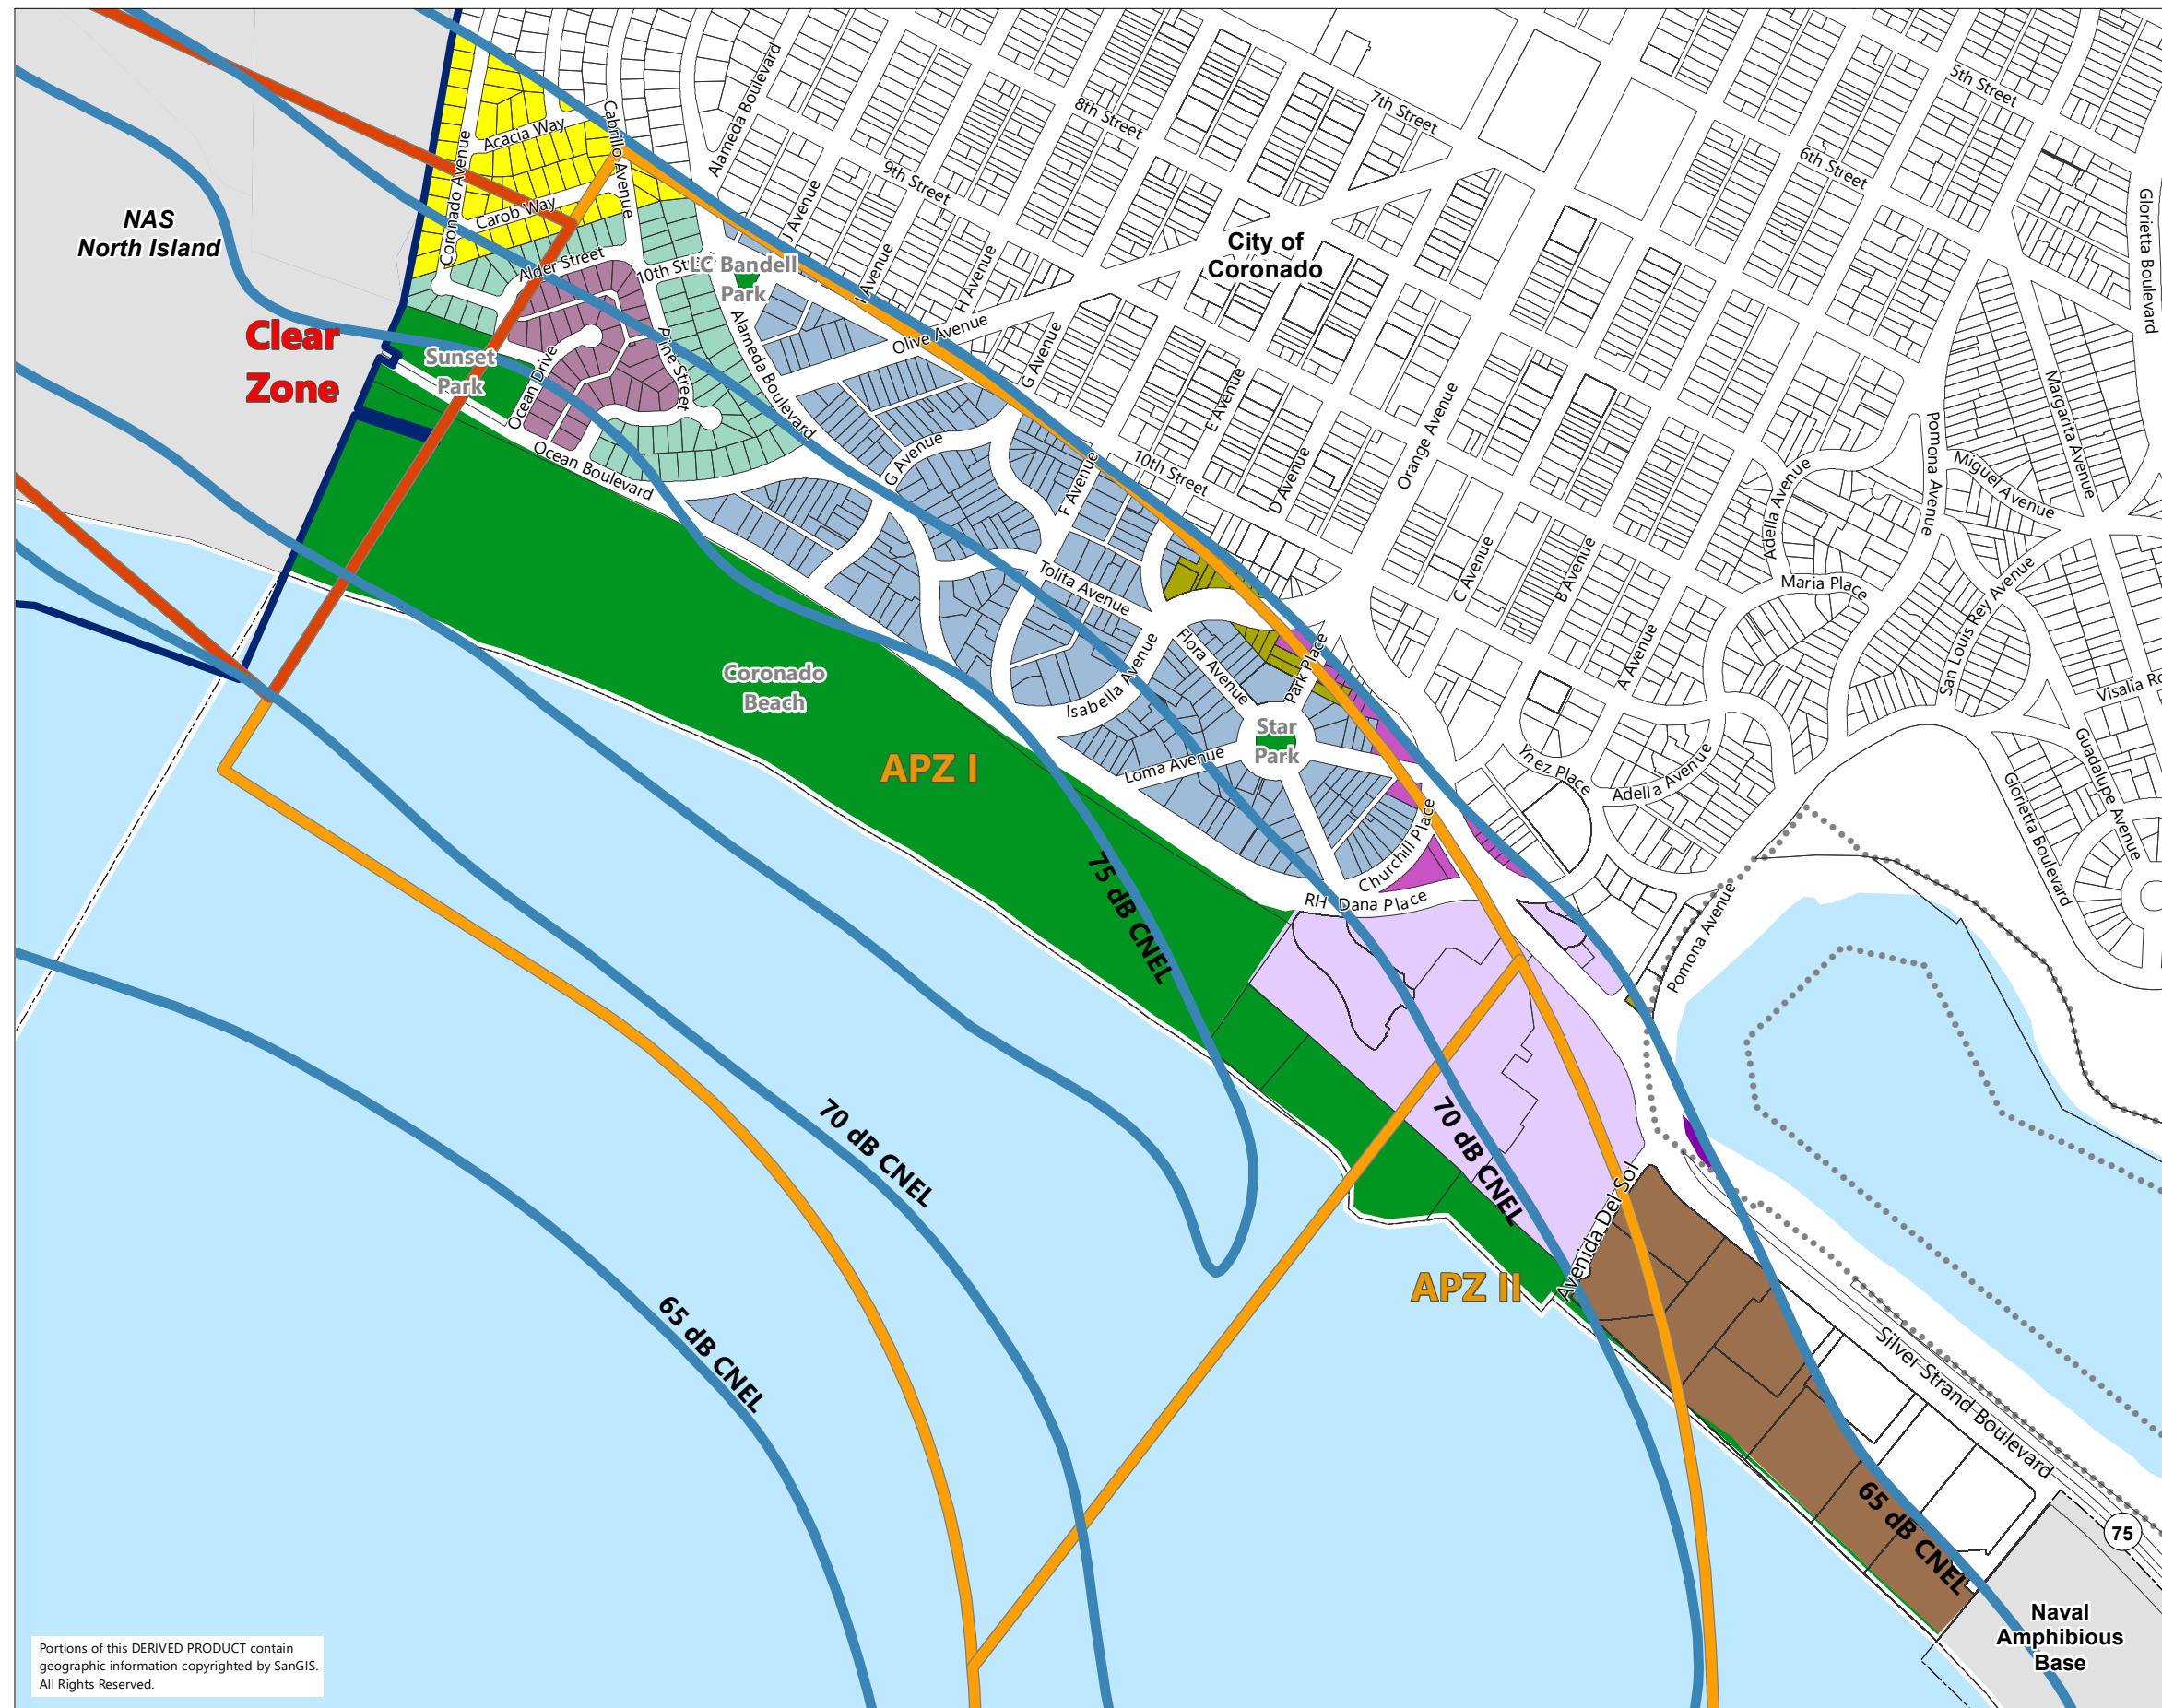 5th Street
7th Street
8th Street
6th Street
9th Street
Alameda Boulevard
Cabrillo Avenue
Acacia Way
Coronado Avenue
Carob Way
J Avenue
Glorietta Boulevard
NAS
North Island
City of
Coronado
Alder Street
10th St
LC Bandell
Park
I Avenue
H Avenue
Clear
Zone
Sunset
Park
Ocean Drive
Pine Street
Alameda Boulevard
Olive Avenue
G Avenue
E Avenue
Orange Avenue
Margarita Avenue
Pomona Avenue
Miguel Avenue
Ocean Boulevard
G Avenue
F Avenue
10th Street
D Avenue
Adella Avenue
C Avenue
B Avenue
Maria Place
San Louis Rey Avenue
Tolita Avenue
Flora Avenue
Isabella Avenue
Park Place
A Avenue
Visalia Ro
Coronado
Beach
Star
Park
APZ I
Loma Avenue
Ynez Place
Adella Avenue
Guadalupe Avenue
Glorietta Boulevard
Churchill Place
RH Dana Place
Pomona Avenue
75 dB CNEL
70 dB CNEL
70 dB CNEL
Avenida Del Sol
APZ II
65 dB CNEL
Silver Strand Boulevard
65 dB CNEL
75
Naval
Amphibious
Base
Portions of this DERIVED PRODUCT contain
geographic information copyrighted by SanGIS.
All Rights Reserved.